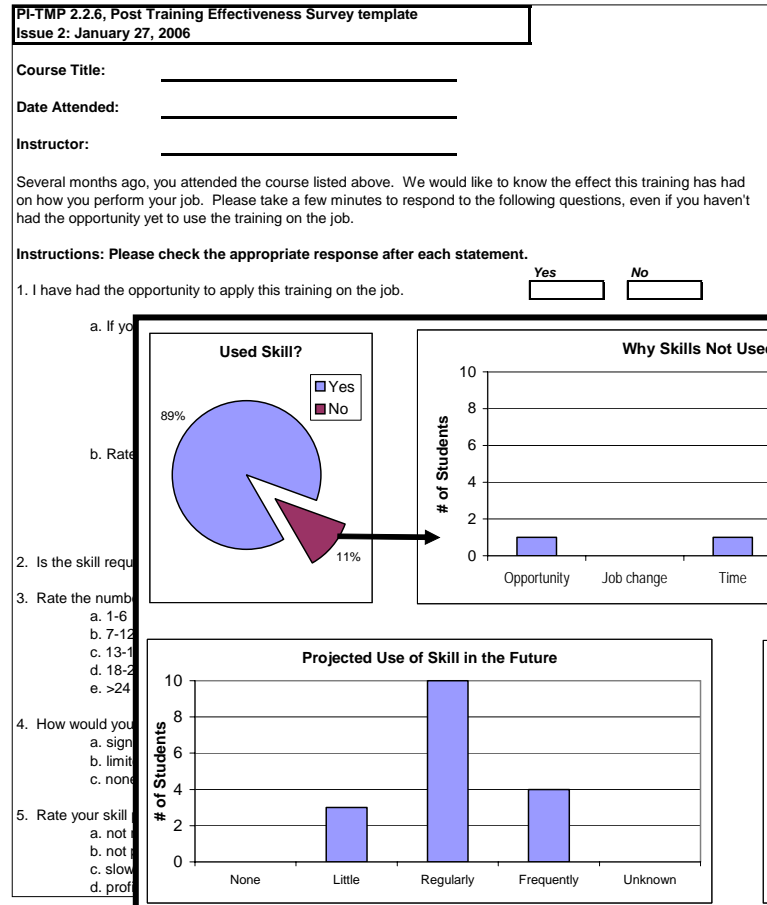 PI-TMP 2.2.6, Post Training Effectiveness Survey template
Issue 2: January 27, 2006
Course Title:
Date Attended:
Instructor:
Several months ago, you attended the course listed above. We would like to know the effect this training has had
on how you perform your job. Please take a few minutes to respond to the following questions, even if you haven't
had the opportunity yet to use the training on the job.
Instructions: Please check the appropriate response after each statement.
Yes No
1. I have had the opportunity to apply this training on the job.
a. If yo
b. Rate
2. Is the skill requ
3. Rate the numb
a. 1-6
b. 7-12
c. 13-1
d. 18-2
e. >24
4. How would you
a. sign
b. limit
c. none
5. Rate your skill
a. not
b. not
c. slow
d. profi
Used Skill?
Yes
No
89%
11%
Why Skills Not Use
# of Students
10
8
6
4
2
0
Opportunity Job change Time
Projected Use of Skill in the Future
# of Students
10
8
6
4
2
0
None Little Regularly Frequently Unknown